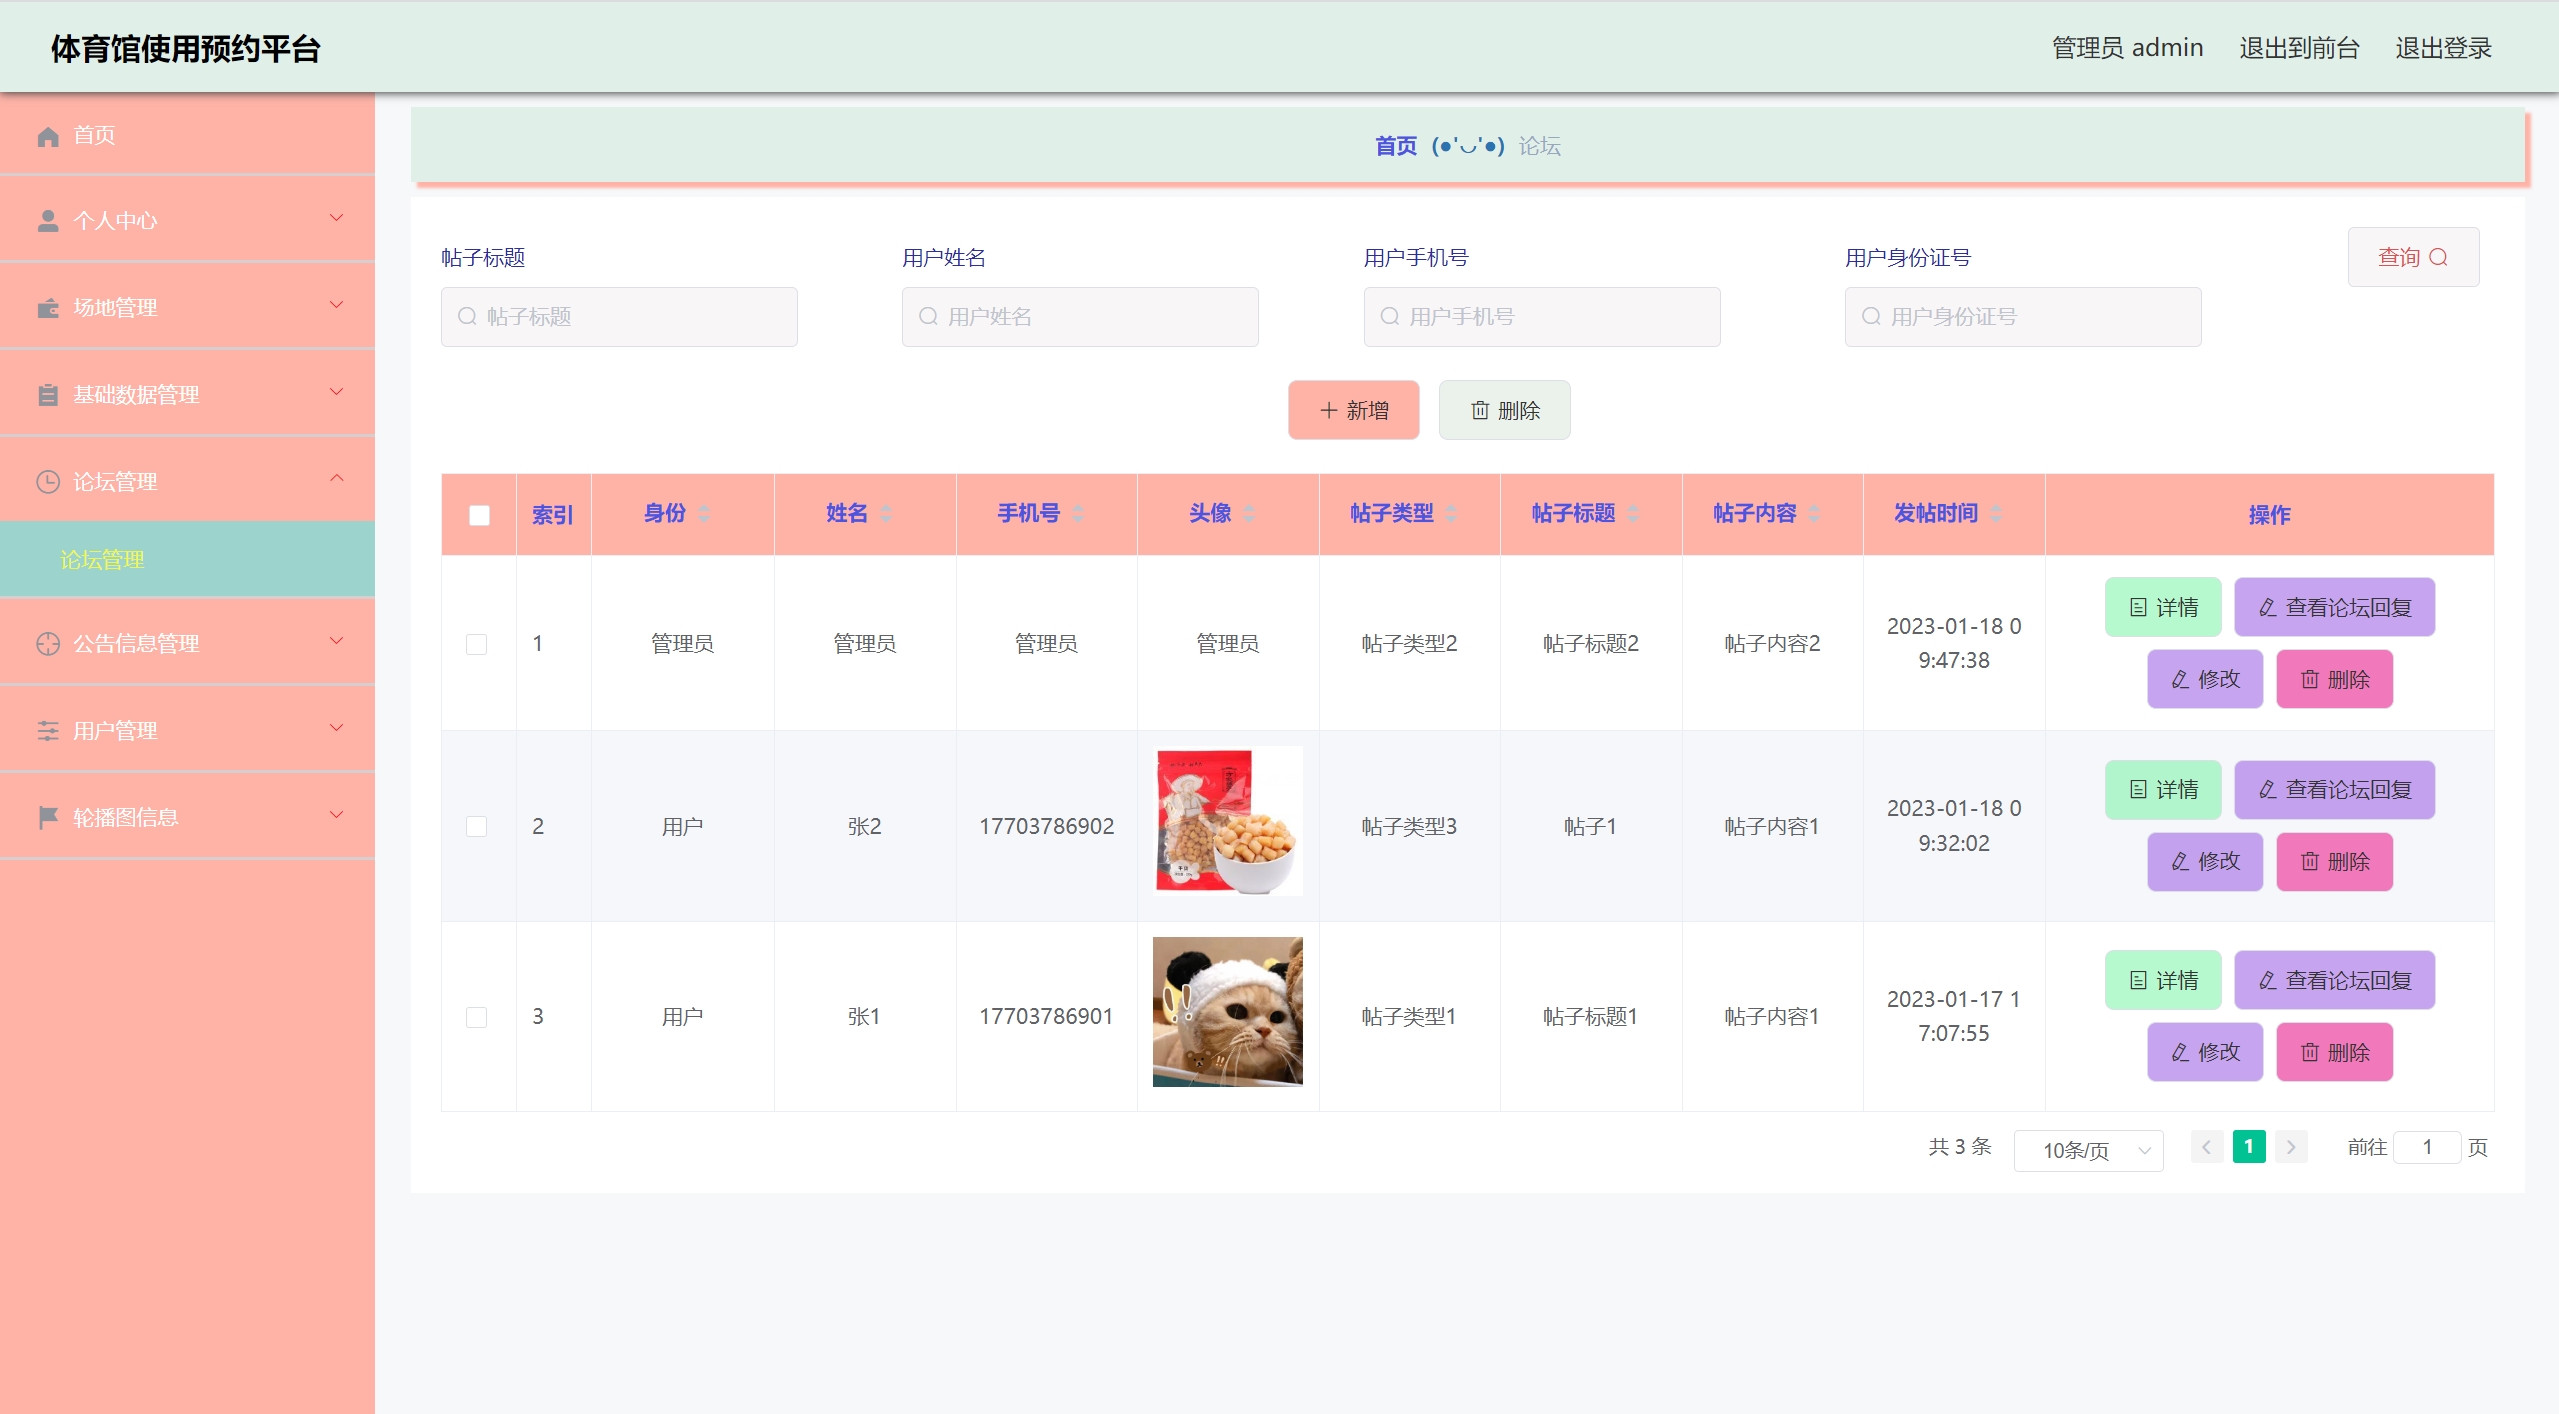 体育馆使用预约平台
管理员 admin 退出到前台 退出登录
首页
个人中心
场地管理
基础数据管理
论坛管理
论坛管理
公告信息管理
用户管理
轮播图信息
首页 (●'◡'●) 论坛
帖子标题 用户姓名 用户手机号 用户身份证号 查询
帖子标题 用户姓名 用户手机号 用户身份证号
新增 删除
索引 身份 姓名 手机号 头像 帖子类型 帖子标题 帖子内容 发帖时间 操作
1 管理员 管理员 管理员 管理员 帖子类型2 帖子标题2 帖子内容2 2023-01-18 0
9:47:38
详情 查看论坛回复
修改 删除
2 用户 张2 17703786902 帖子类型3 帖子1 帖子内容1 2023-01-18 0
9:32:02
详情 查看论坛回复
修改 删除
3 用户 张1 17703786901 帖子类型1 帖子标题1 帖子内容1 2023-01-17 1
7:07:55
详情 查看论坛回复
修改 删除
共 3 条 10条/页 1 前往 1 页